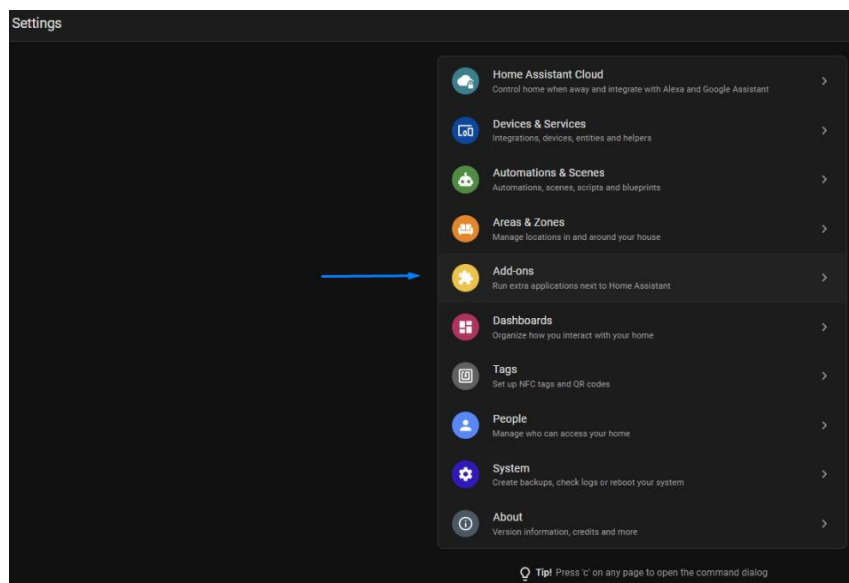 Settings
Home Assistant Cloud
Control home when away and integrate with Alexa and Google Assistant
Devices & Services
Integrations, devices, entities and helpers
Automations & Scenes
Automations, scenes, scripts and blueprints
Areas & Zones
Manage locations in and around your house
Add-ons
Run extra applications next to Home Assistant
Dashboards
Organize how you interact with your home
Tags
Set up NFC tags and QR codes
People
Manage who can access your home
System
Create backups, check logs or reboot your system
About
Version information, credits and more
Tip! Press 'c' on any page to open the command dialog